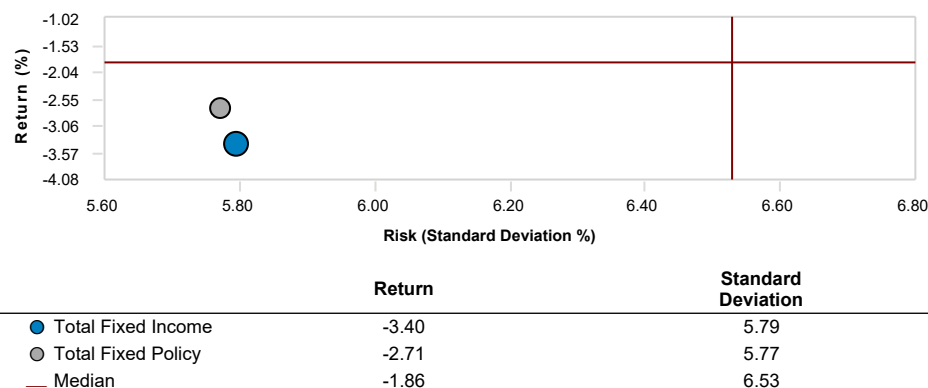 -1.02
-1.53
-2.04
-2.55
-3.06
-3.57
-4.08
Return (%)
5.60 5.80 6.00 6.20 6.40 6.60 6.80
Risk (Standard Deviation %)
Return Standard Deviation
Total Fixed Income -3.40 5.79
Total Fixed Policy -2.71 5.77
Median -1.86 6.53